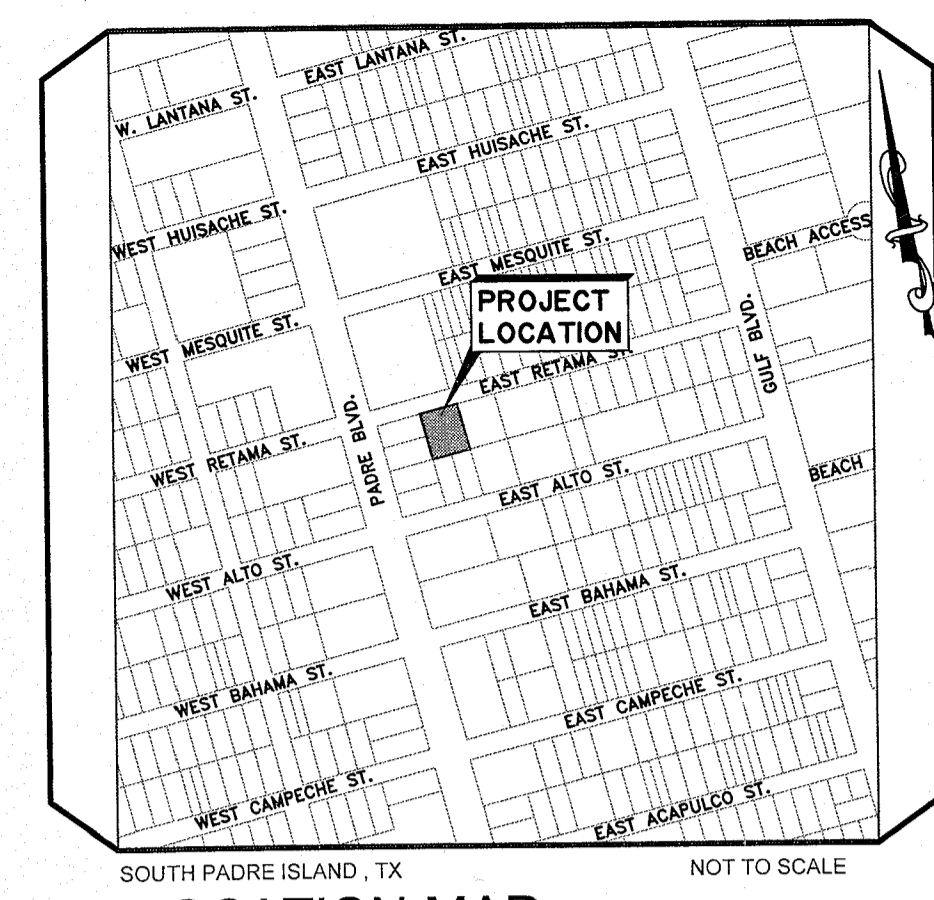 EAST LANTANA ST.
W. LANTANA ST.
EAST HUISACHE ST.
WEST HUISACHE ST.
BEACH ACCESS
EAST MESQUITE ST.
PROJECT
LOCATION
WEST MESQUITE ST.
EAST RETAMA ST.
GULF BLVD.
PADRE BLVD.
WEST RETAMA ST.
EAST ALTO ST.
BEACH
WEST ALTO ST.
EAST BAHAMA ST.
WEST BAHAMA ST.
EAST CAMPECHE ST.
WEST CAMPECHE ST.
EAST ACAPULCO ST.
SOUTH PADRE ISLAND , TX
NOT TO SCALE